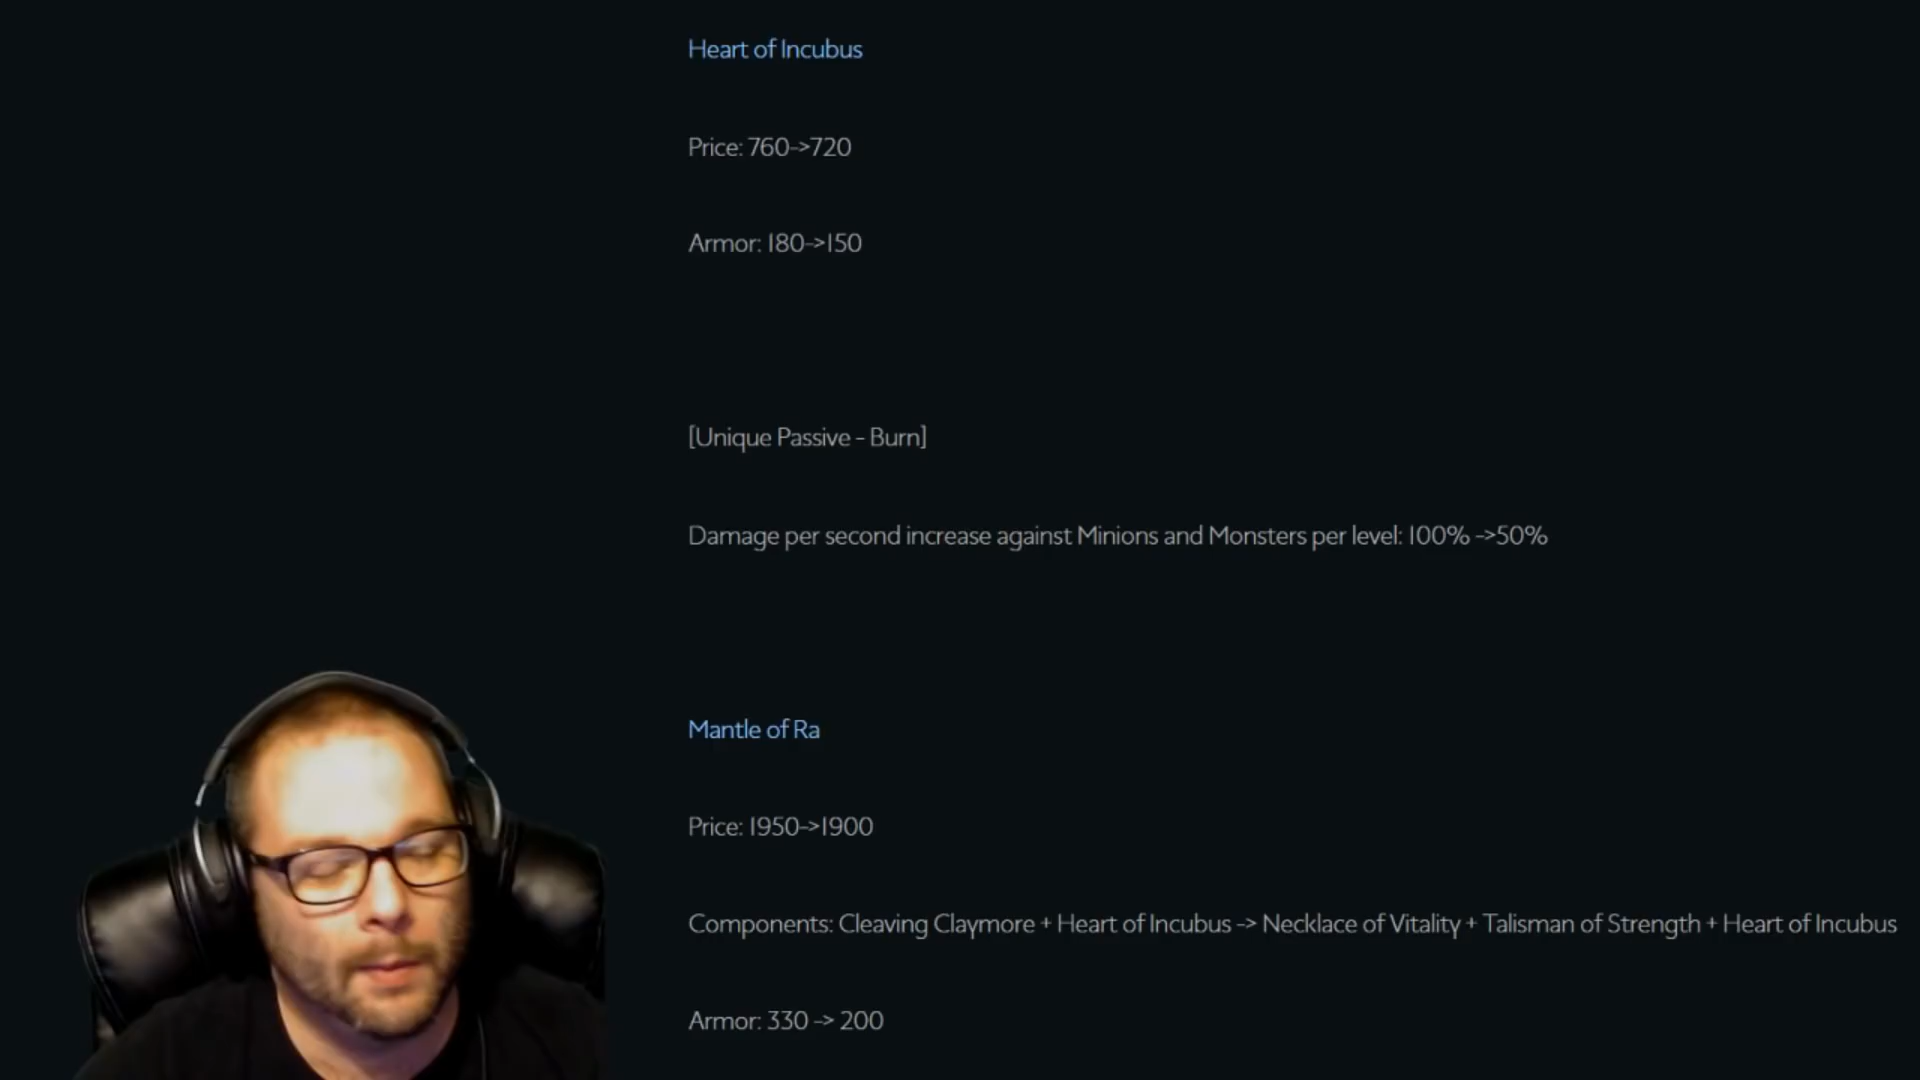 Heart of Incubus
Price: 760->720
Armor: 180->150
[Unique Passive - Burn]
Damage per second increase against Minions and Monsters per level: 100% ->50%
Mantle of Ra
Price: 1950->1900
Components: Cleaving Claymore + Heart of Incubus -> Necklace of Vitality + Talisman of Strength + Heart of Incubus
Armor: 330 -> 200